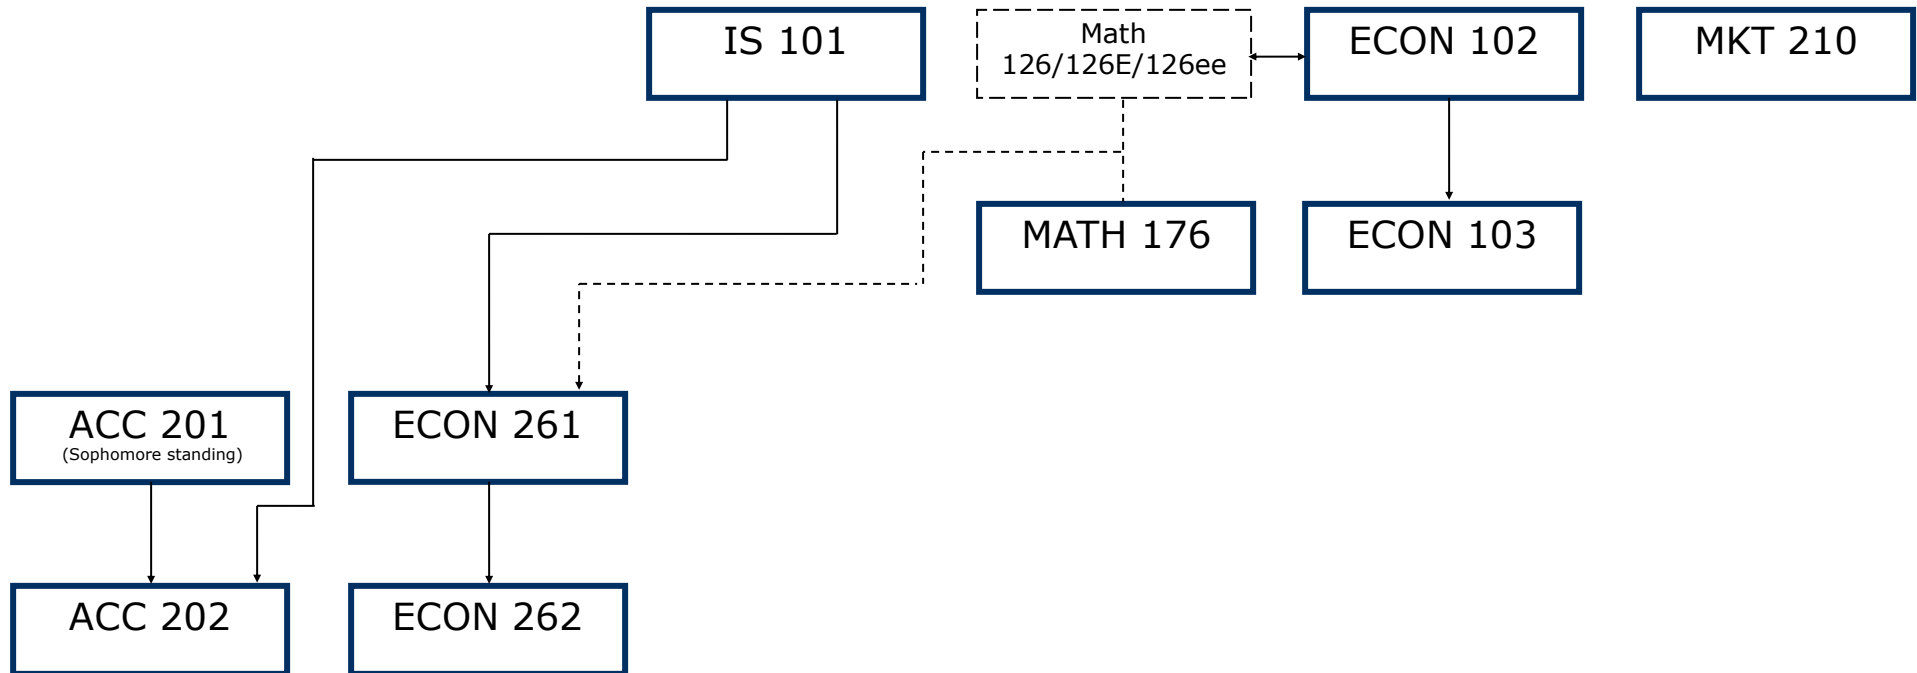 IS 101
Math
126/126E/126ee
ECON 102
MKT 210
MATH 176
ECON 103
ACC 201
(Sophomore standing)
ECON 261
ACC 202
ECON 262